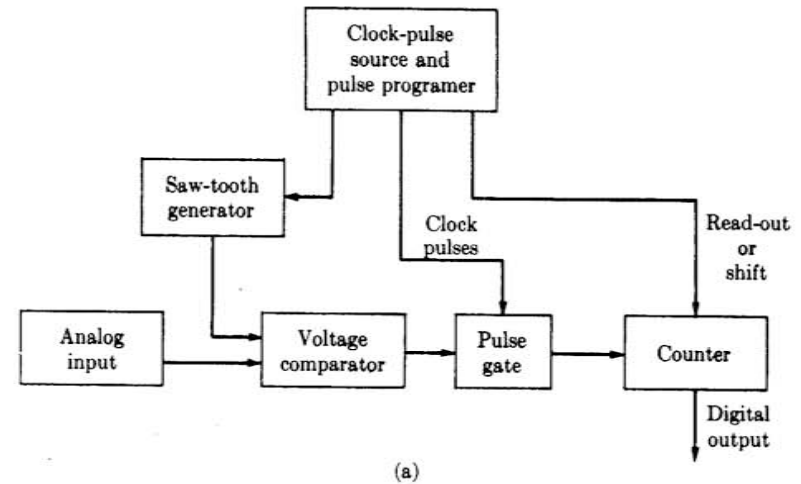 Clock-pulse
source and
pulse programer
Saw-tooth
generator
Clock
pulses
Read-out
or
shift
Analog
input
Voltage
comparator
Pulse
gate
Counter
Digital
output
(a)